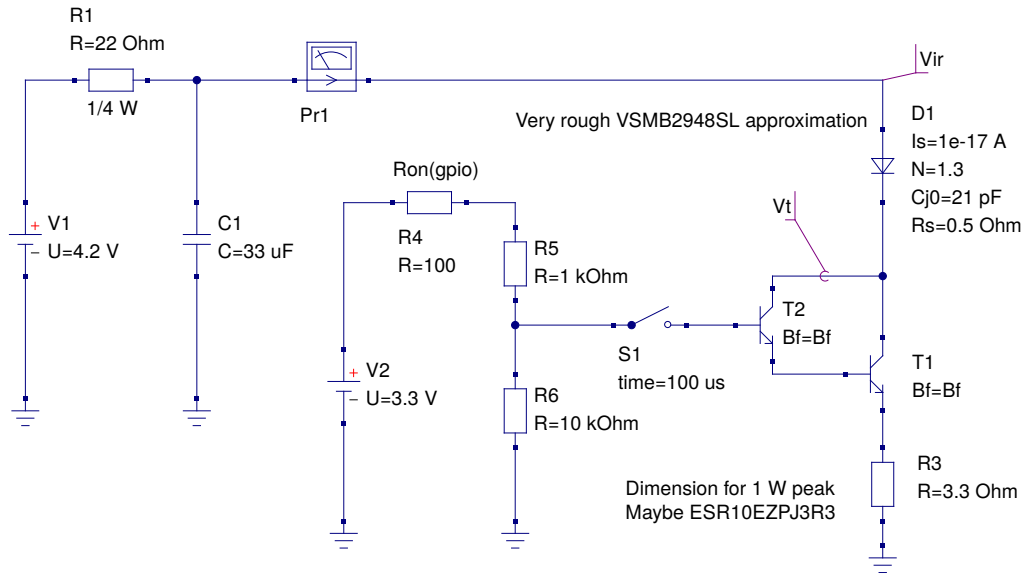 R1
R=22 Ohm
1/4 W
Pr1
Vir
Very rough VSMB2948SL approximation
D1
Is=1e-17 A
N=1.3
Cj0=21 pF
Rs=0.5 Ohm
Ron(gpio)
R4
R=100
Vt
+ V1
− U=4.2 V
C1
C=33 uF
R5
R=1 kOhm
T2
Bf=Bf
S1
time=100 us
T1
Bf=Bf
+ V2
− U=3.3 V
R6
R=10 kOhm
R3
R=3.3 Ohm
Dimension for 1 W peak
Maybe ESR10EZPJ3R3